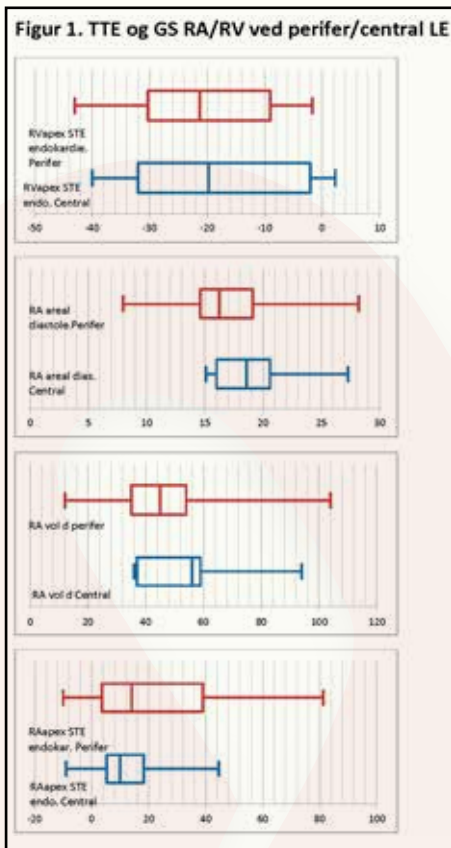 Figur 1. TTE og GS RA/RV ved perifer/central LE
RVapex STE
endokardie.
Perifer
RVapex STE
endo. Central
-50 -40 -30 -20 -10 0 10
RA areal
diastole.Perifer
RA areal dias.
Central
0 5 10 15 20 25 30
RA vol d perifer
RA vol d Central
0 20 40 60 80 100 120
RAapex STE
endokar. Perifer
RAapex STE
endo. Central
-20 0 20 40 60 80 100